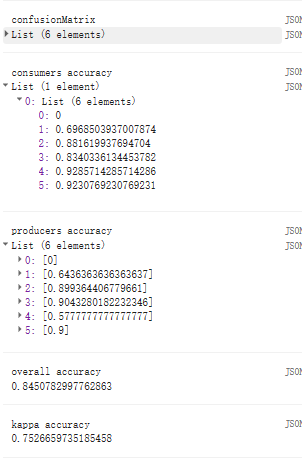 confusionMatrix JSON
List (6 elements) JSON
consumers accuracy JSON
List (1 element) JSON
0: List (6 elements)
0: 0
1: 0.6968503937007874
2: 0.881619937694704
3: 0.8340336134453782
4: 0.9285714285714286
5: 0.9230769230769231
producers accuracy JSON
List (6 elements) JSON
0: [0]
1: [0.6436363636363637]
2: [0.899364406779661]
3: [0.9043280182232346]
4: [0.5777777777777777]
5: [0.9]
overall accuracy JSON
0.8450782997762863
kappa accuracy JSON
0.7526659735185458